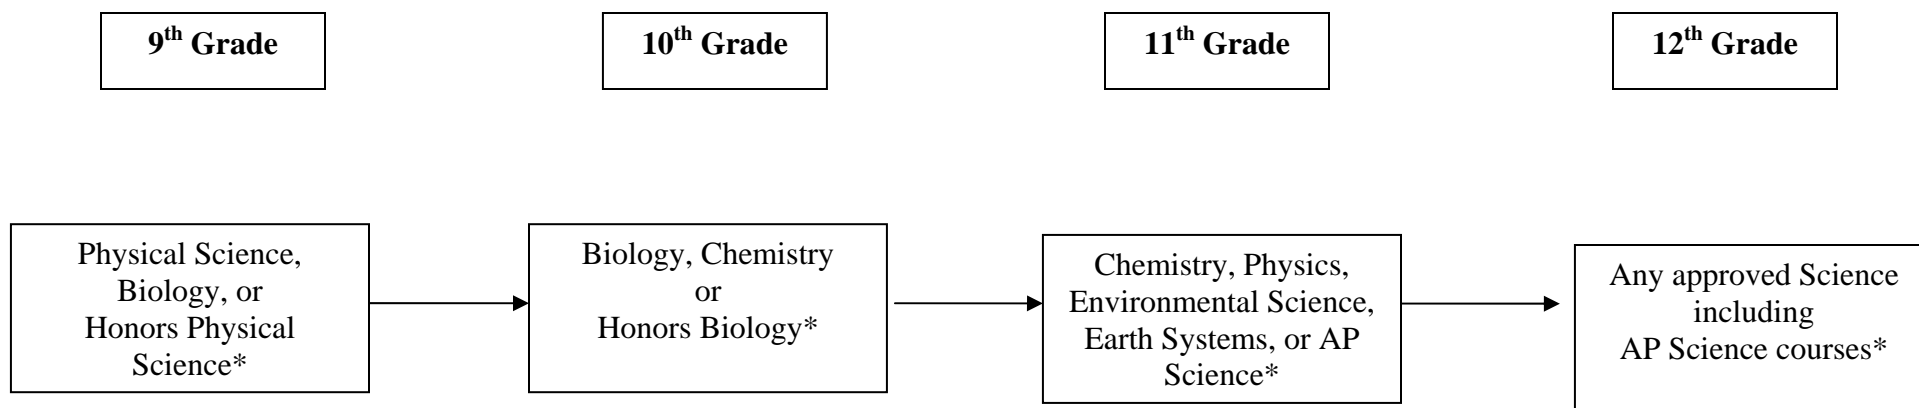 9th Grade
10th Grade
11th Grade
12th Grade
Physical Science,
Biology, or
Honors Physical
Science*
Biology, Chemistry
or
Honors Biology*
Chemistry, Physics,
Environmental Science,
Earth Systems, or AP
Science*
Any approved Science
including
AP Science courses*